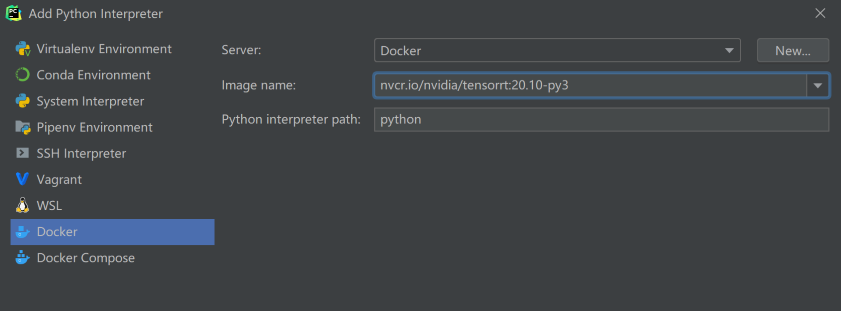 PC
Add Python Interpreter
Virtualenv Environment
Conda Environment
System Interpreter
Pipenv Environment
SSH Interpreter
Vagrant
WSL
Docker
Docker Compose
Server: Docker New...
Image name: nvcr.io/nvidia/tensorrt:20.10-py3
Python interpreter path: python